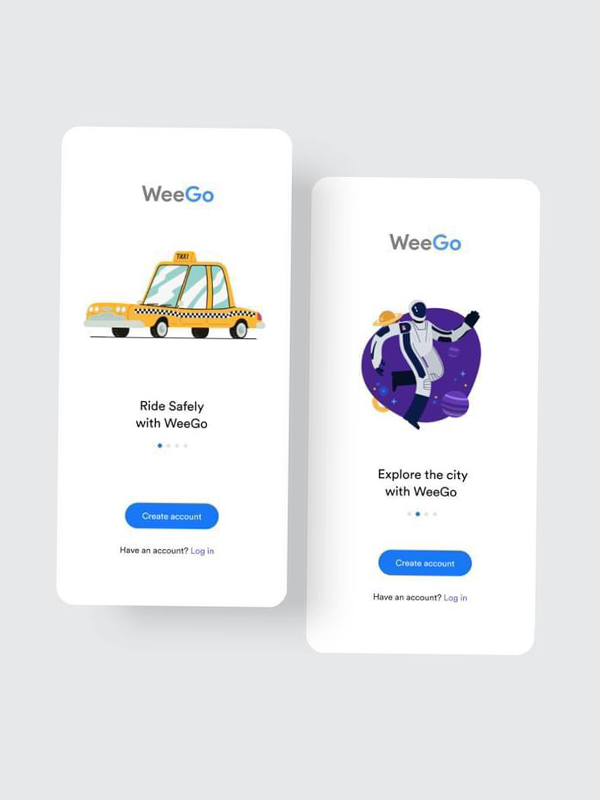 WeeGo
TAXI
Ride Safely
with WeeGo
Create account
Have an account? Log in
WeeGo
Explore the city
with WeeGo
Create account
Have an account? Log in